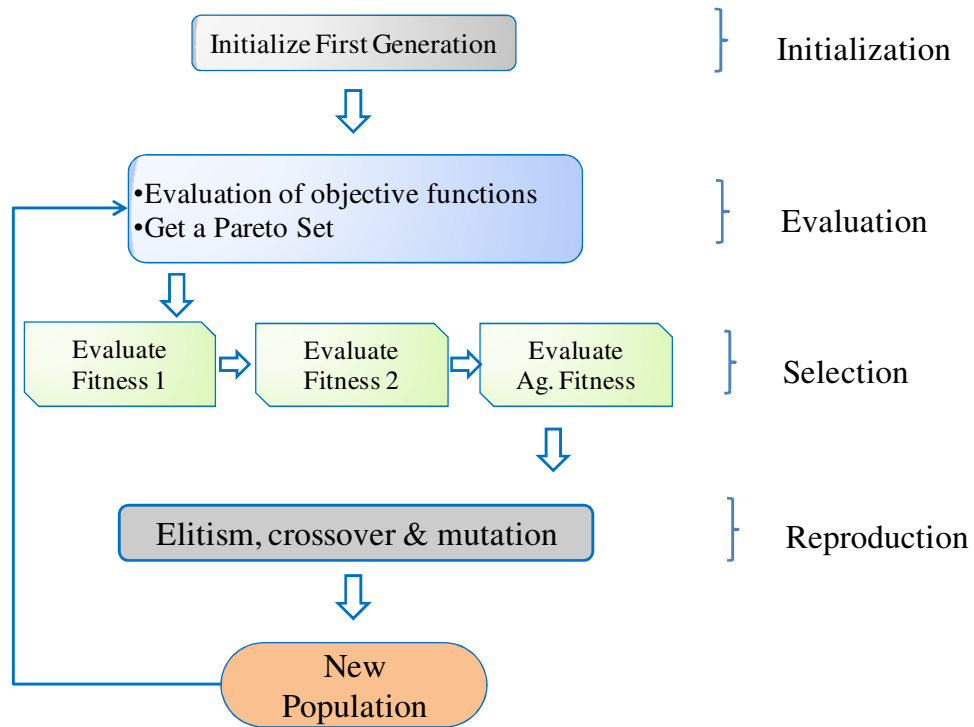 Initialize First Generation
Initialization
•Evaluation of objective functions
•Get a Pareto Set
Evaluation
Evaluate
Fitness 1
Evaluate
Fitness 2
Evaluate
Ag. Fitness
Selection
Elitism, crossover & mutation
Reproduction
New
Population